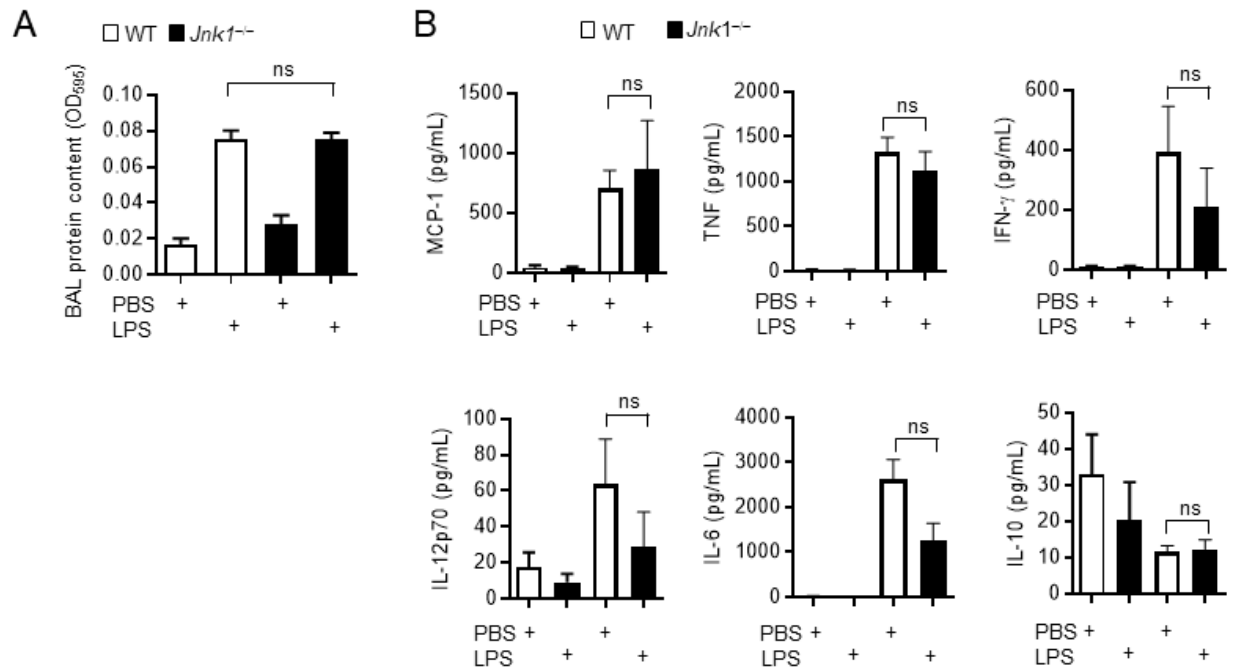 A
WT Jnk1−/−
BAL protein content (OD595)
ns
0.10
0.08
0.06
0.04
0.02
0.00
PBS + +
LPS + +
B
WT Jnk1−/−
MCP-1 (pg/mL)
ns
1500
1000
500
0
PBS + +
LPS + +
TNF (pg/mL)
ns
2000
1500
1000
500
0
PBS + +
LPS + +
IFN-γ (pg/mL)
ns
600
400
200
0
PBS + +
LPS + +
IL-12p70 (pg/mL)
ns
100
80
60
40
20
0
PBS + +
LPS + +
IL-6 (pg/mL)
ns
4000
3000
2000
1000
0
PBS + +
LPS + +
IL-10 (pg/mL)
ns
50
40
30
20
10
0
PBS + +
LPS + +